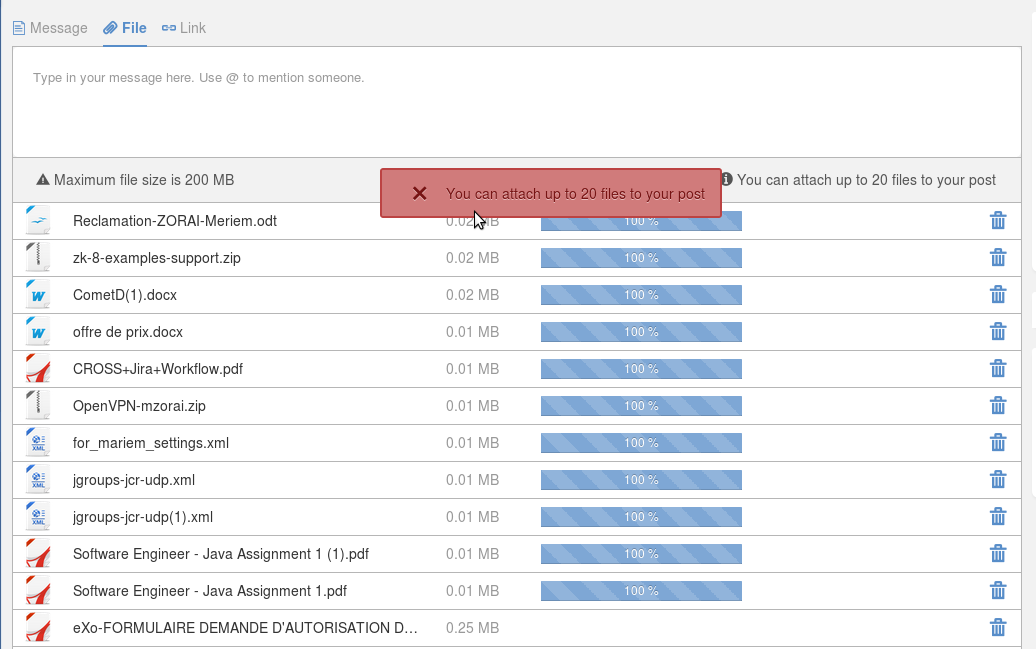 Message File Link
Type in your message here. Use @ to mention someone.
Maximum file size is 200 MB
You can attach up to 20 files to your post
You can attach up to 20 files to your post
Reclamation-ZORAI-Meriem.odt 0.02 MB 100 %
zk-8-examples-support.zip 0.02 MB 100 %
W CometD(1).docx 0.02 MB 100 %
W offre de prix.docx 0.01 MB 100 %
CROSS+Jira+Workflow.pdf 0.01 MB 100 %
OpenVPN-mzorai.zip 0.01 MB 100 %
XML for_mariem_settings.xml 0.01 MB 100 %
XML jgroups-jcr-udp.xml 0.01 MB 100 %
XML jgroups-jcr-udp(1).xml 0.01 MB 100 %
Software Engineer - Java Assignment 1 (1).pdf 0.01 MB 100 %
Software Engineer - Java Assignment 1.pdf 0.01 MB 100 %
eXo-FORMULAIRE DEMANDE D'AUTORISATION D... 0.25 MB